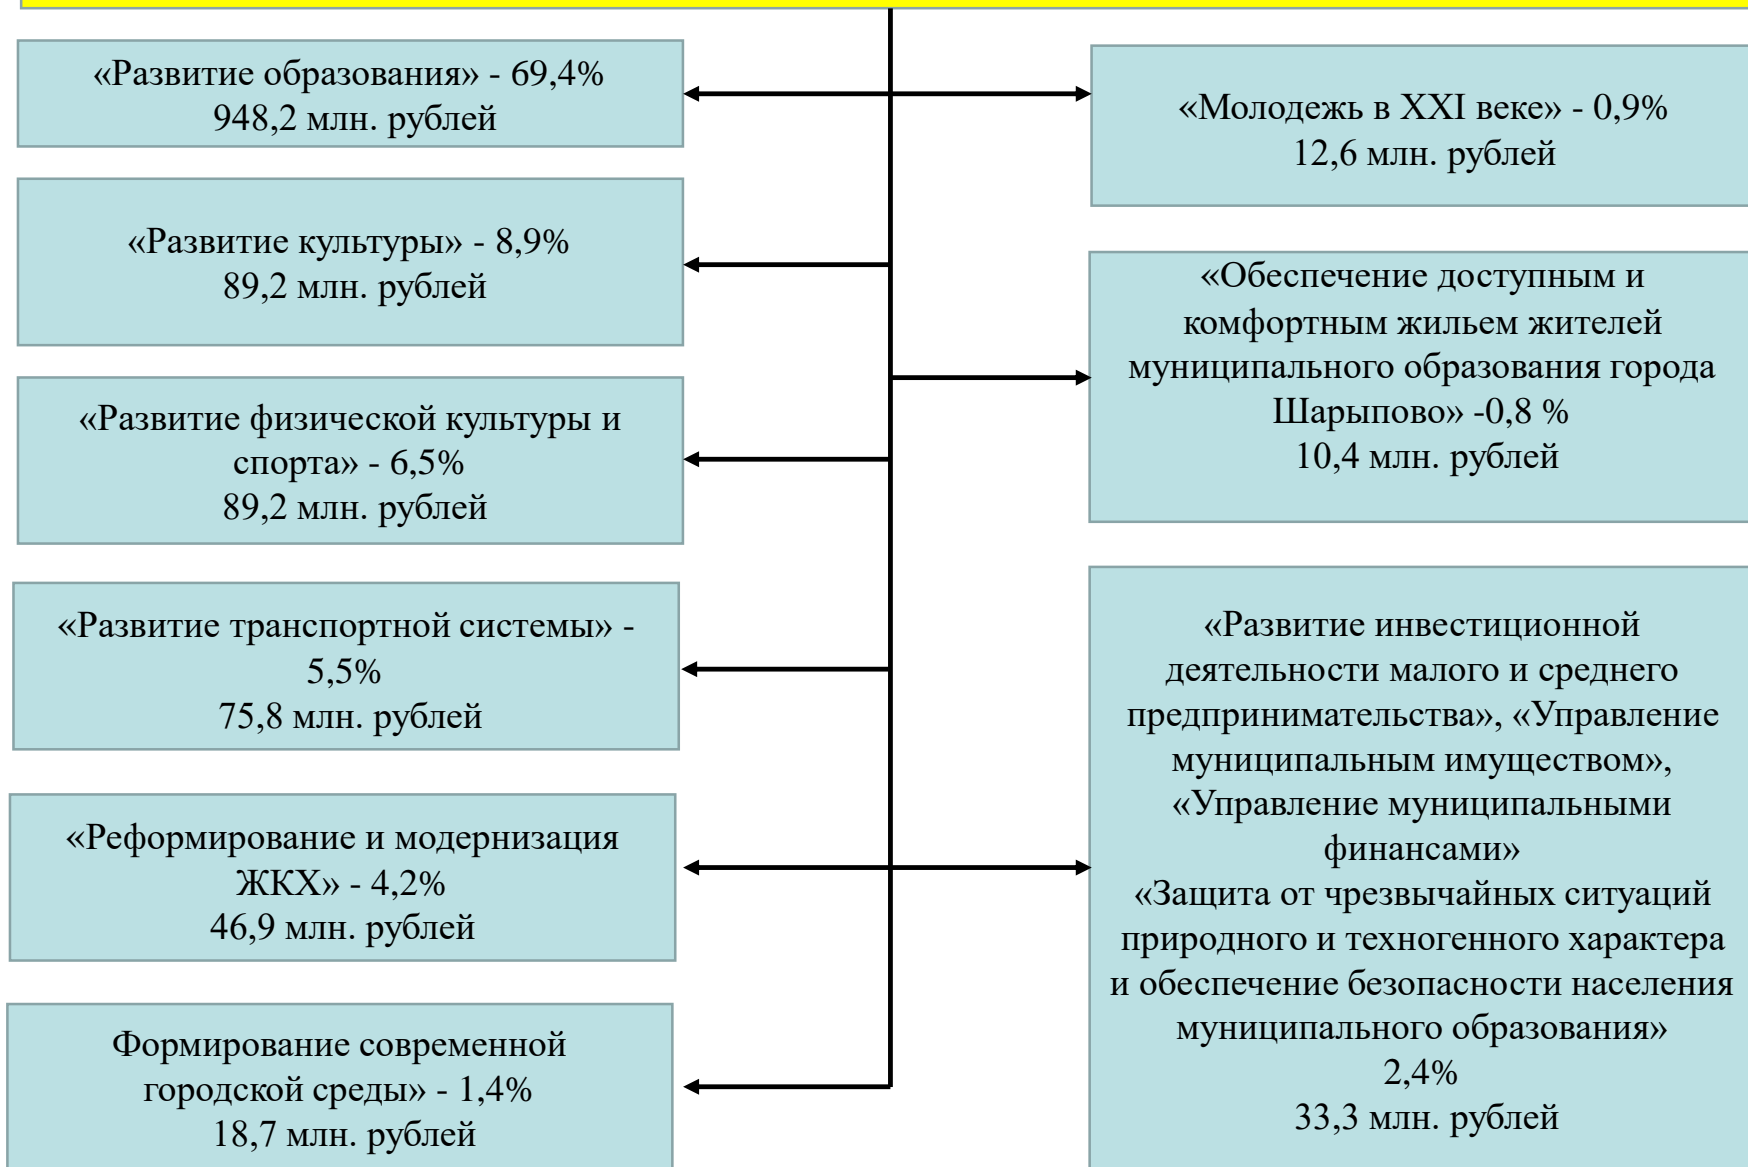 «Развитие образования» - 69,4%
948,2 млн. рублей
«Развитие культуры» - 8,9%
89,2 млн. рублей
«Развитие физической культуры и
спорта» - 6,5%
89,2 млн. рублей
«Развитие транспортной системы» -
5,5%
75,8 млн. рублей
«Реформирование и модернизация
ЖКХ» - 4,2%
46,9 млн. рублей
Формирование современной
городской среды» - 1,4%
18,7 млн. рублей
«Молодежь в XXI веке» - 0,9%
12,6 млн. рублей
«Обеспечение доступным и
комфортным жильем жителей
муниципального образования города
Шарыпово» -0,8 %
10,4 млн. рублей
«Развитие инвестиционной
деятельности малого и среднего
предпринимательства», «Управление
муниципальным имуществом»,
«Управление муниципальными
финансами»
«Защита от чрезвычайных ситуаций
природного и техногенного характера
и обеспечение безопасности населения
муниципального образования»
2,4%
33,3 млн. рублей